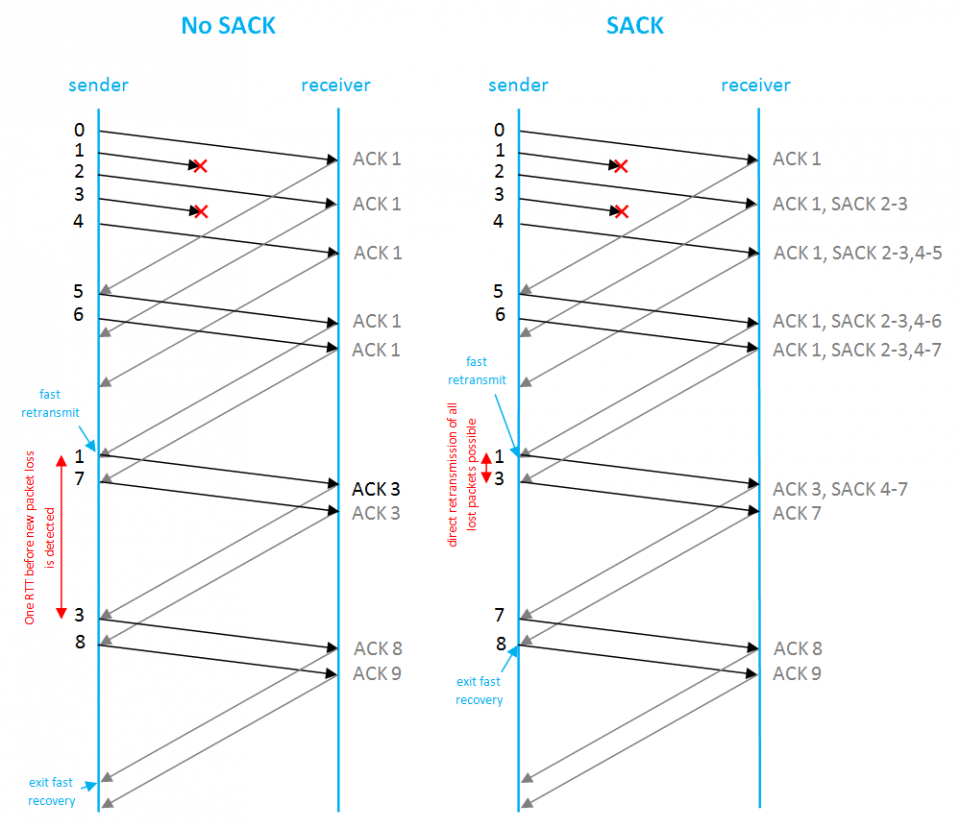 No SACK
sender
receiver
0
1
2
3
4
5
6
1
7
3
8
ACK 1
ACK 1
ACK 1
ACK 1
ACK 1
ACK 3
ACK 3
ACK 8
ACK 9
fast
retransmit
One RTT before new packet loss
is detected
exit fast
recovery
SACK
sender
receiver
0
1
2
3
4
5
6
1
3
7
8
ACK 1
ACK 1, SACK 2-3
ACK 1, SACK 2-3,4-5
ACK 1, SACK 2-3,4-6
ACK 1, SACK 2-3,4-7
ACK 3, SACK 4-7
ACK 7
ACK 8
ACK 9
fast
retransmit
direct retransmission of all
lost packets possible
exit fast
recovery